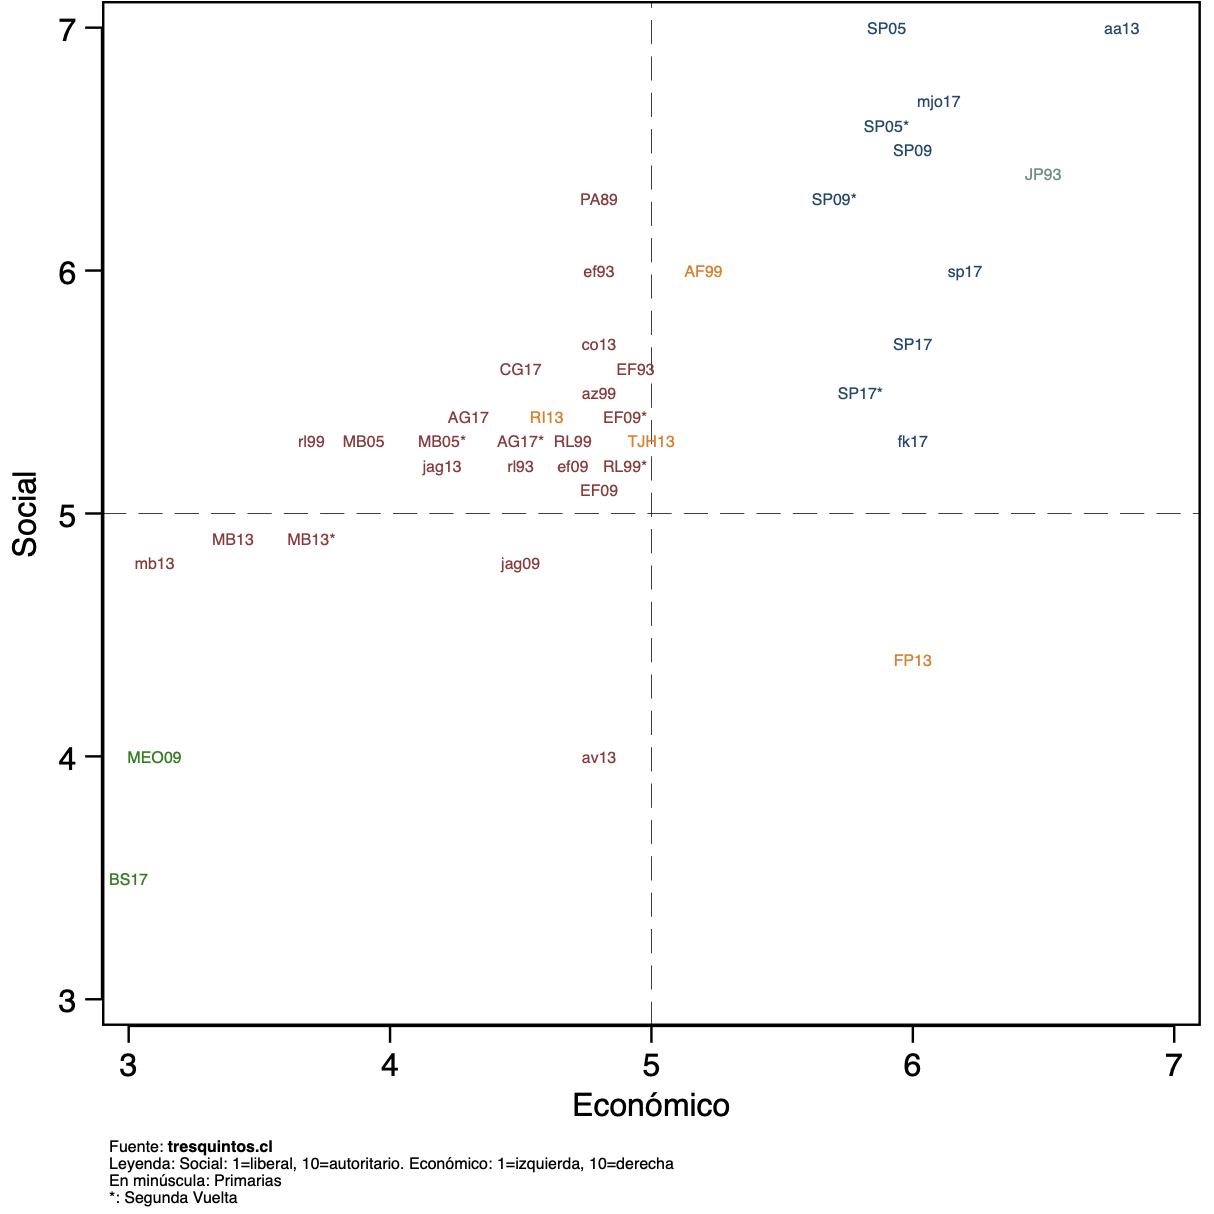 7
SP05 aa13
mjo17
SP05*
SP09
JP93
PA89 SP09*
6
ef93 AF99 sp17
co13 SP17
CG17 EF93
az99 SP17*
AG17 RI13 EF09*
rl99 MB05 MB05* AG17* RL99 TJH13 fk17
jag13 rl93 ef09 RL99*
EF09
Social
5
MB13 MB13*
mb13 jag09
FP13
4
MEO09 av13
BS17
3
3 4 5 6 7
Económico
Fuente: tresquintos.cl
Leyenda: Social: 1=liberal, 10=autoritario. Económico: 1=izquierda, 10=derecha
En minúscula: Primarias
*: Segunda Vuelta